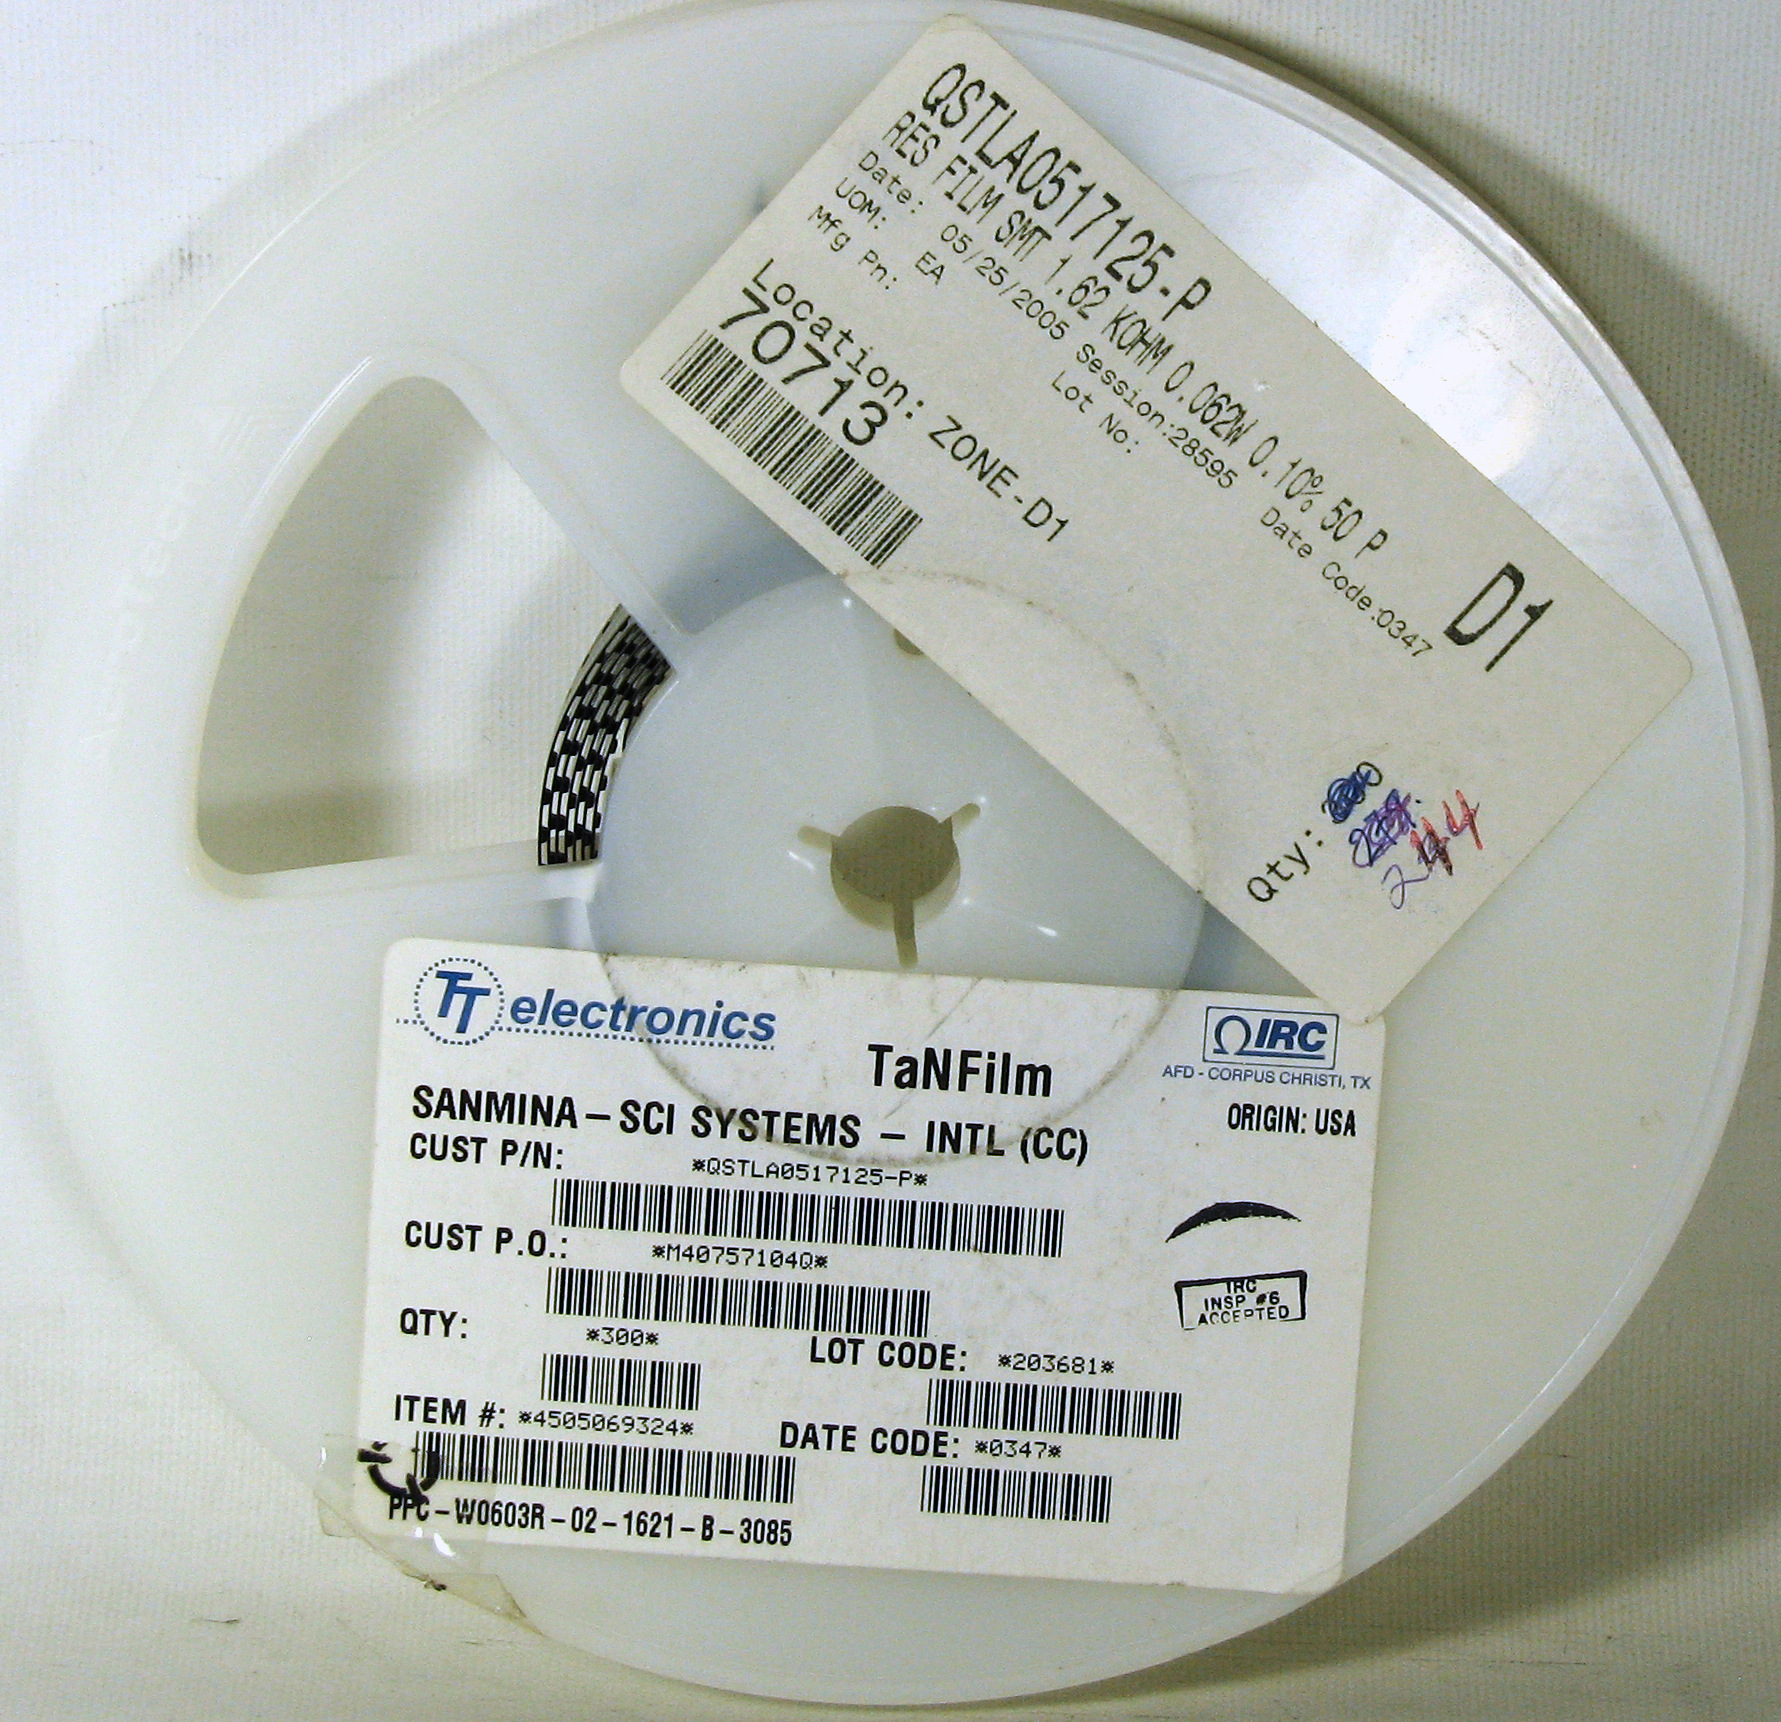 QSTLA0517125-P
RES FILM SMT 1.62 KOHM 0.062W 0.10% 50 P
Date: 05/25/2005 Session:28595 Date Code:0347
UOM: EA Lot No:
Mfg Pn:
D1
Location: ZONE-D1
70713
Qty:
244
TT electronics
TaNFilm
ΩIRC
AFD - CORPUS CHRISTI, TX
SANMINA – SCI SYSTEMS – INTL (CC)
ORIGIN: USA
CUST P/N: *QSTLA0517125-P*
CUST P.O.: *M40757104Q*
IRC
INSP #6
ACCEPTED
QTY: *300*
LOT CODE: *203681*
ITEM #: *4505069324*
DATE CODE: *0347*
PFC – W0603R – 02 – 1621 – B – 3085